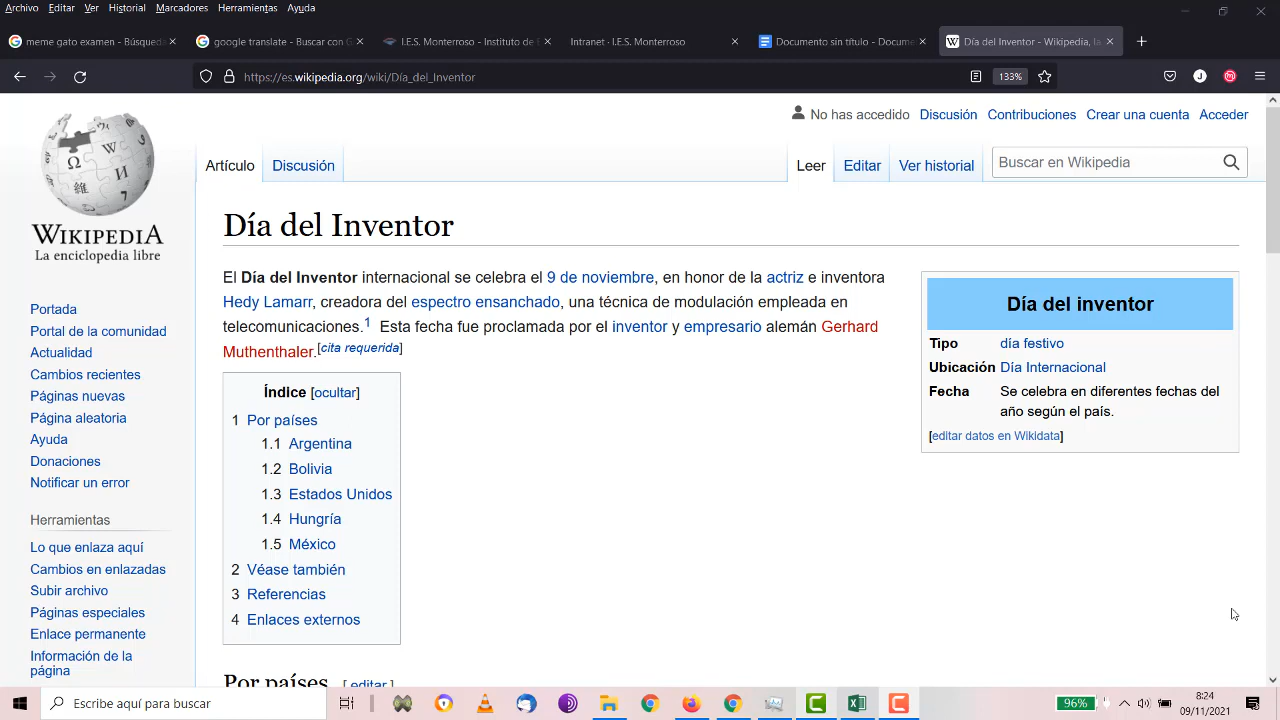 Archivo Editar Ver Historial Marcadores Herramientas Ayuda
meme gato examen - Búsqued
google translate - Buscar con G
I.E.S. Monterroso - Instituto de E
Intranet · I.E.S. Monterroso
Documento sin título - Docume
Día del Inventor - Wikipedia, la
https://es.wikipedia.org/wiki/Día_del_Inventor
133%
No has accedido Discusión Contribuciones Crear una cuenta Acceder
Artículo Discusión
Leer Editar Ver historial
Buscar en Wikipedia
WIKIPEDIA
La enciclopedia libre
Portada
Portal de la comunidad
Actualidad
Cambios recientes
Páginas nuevas
Página aleatoria
Ayuda
Donaciones
Notificar un error
Herramientas
Lo que enlaza aquí
Cambios en enlazadas
Subir archivo
Páginas especiales
Enlace permanente
Información de la
página
Día del Inventor
El Día del Inventor internacional se celebra el 9 de noviembre, en honor de la actriz e inventora
Hedy Lamarr, creadora del espectro ensanchado, una técnica de modulación empleada en
telecomunicaciones.1 Esta fecha fue proclamada por el inventor y empresario alemán Gerhard
Muthenthaler.[cita requerida]
Índice [ocultar]
1 Por países
1.1 Argentina
1.2 Bolivia
1.3 Estados Unidos
1.4 Hungría
1.5 México
2 Véase también
3 Referencias
4 Enlaces externos
Por países [ editar ]
Día del inventor
Tipo día festivo
Ubicación Día Internacional
Fecha Se celebra en diferentes fechas del
año según el país.
[editar datos en Wikidata]
Escribe aquí para buscar
96%
8:24
09/11/2021